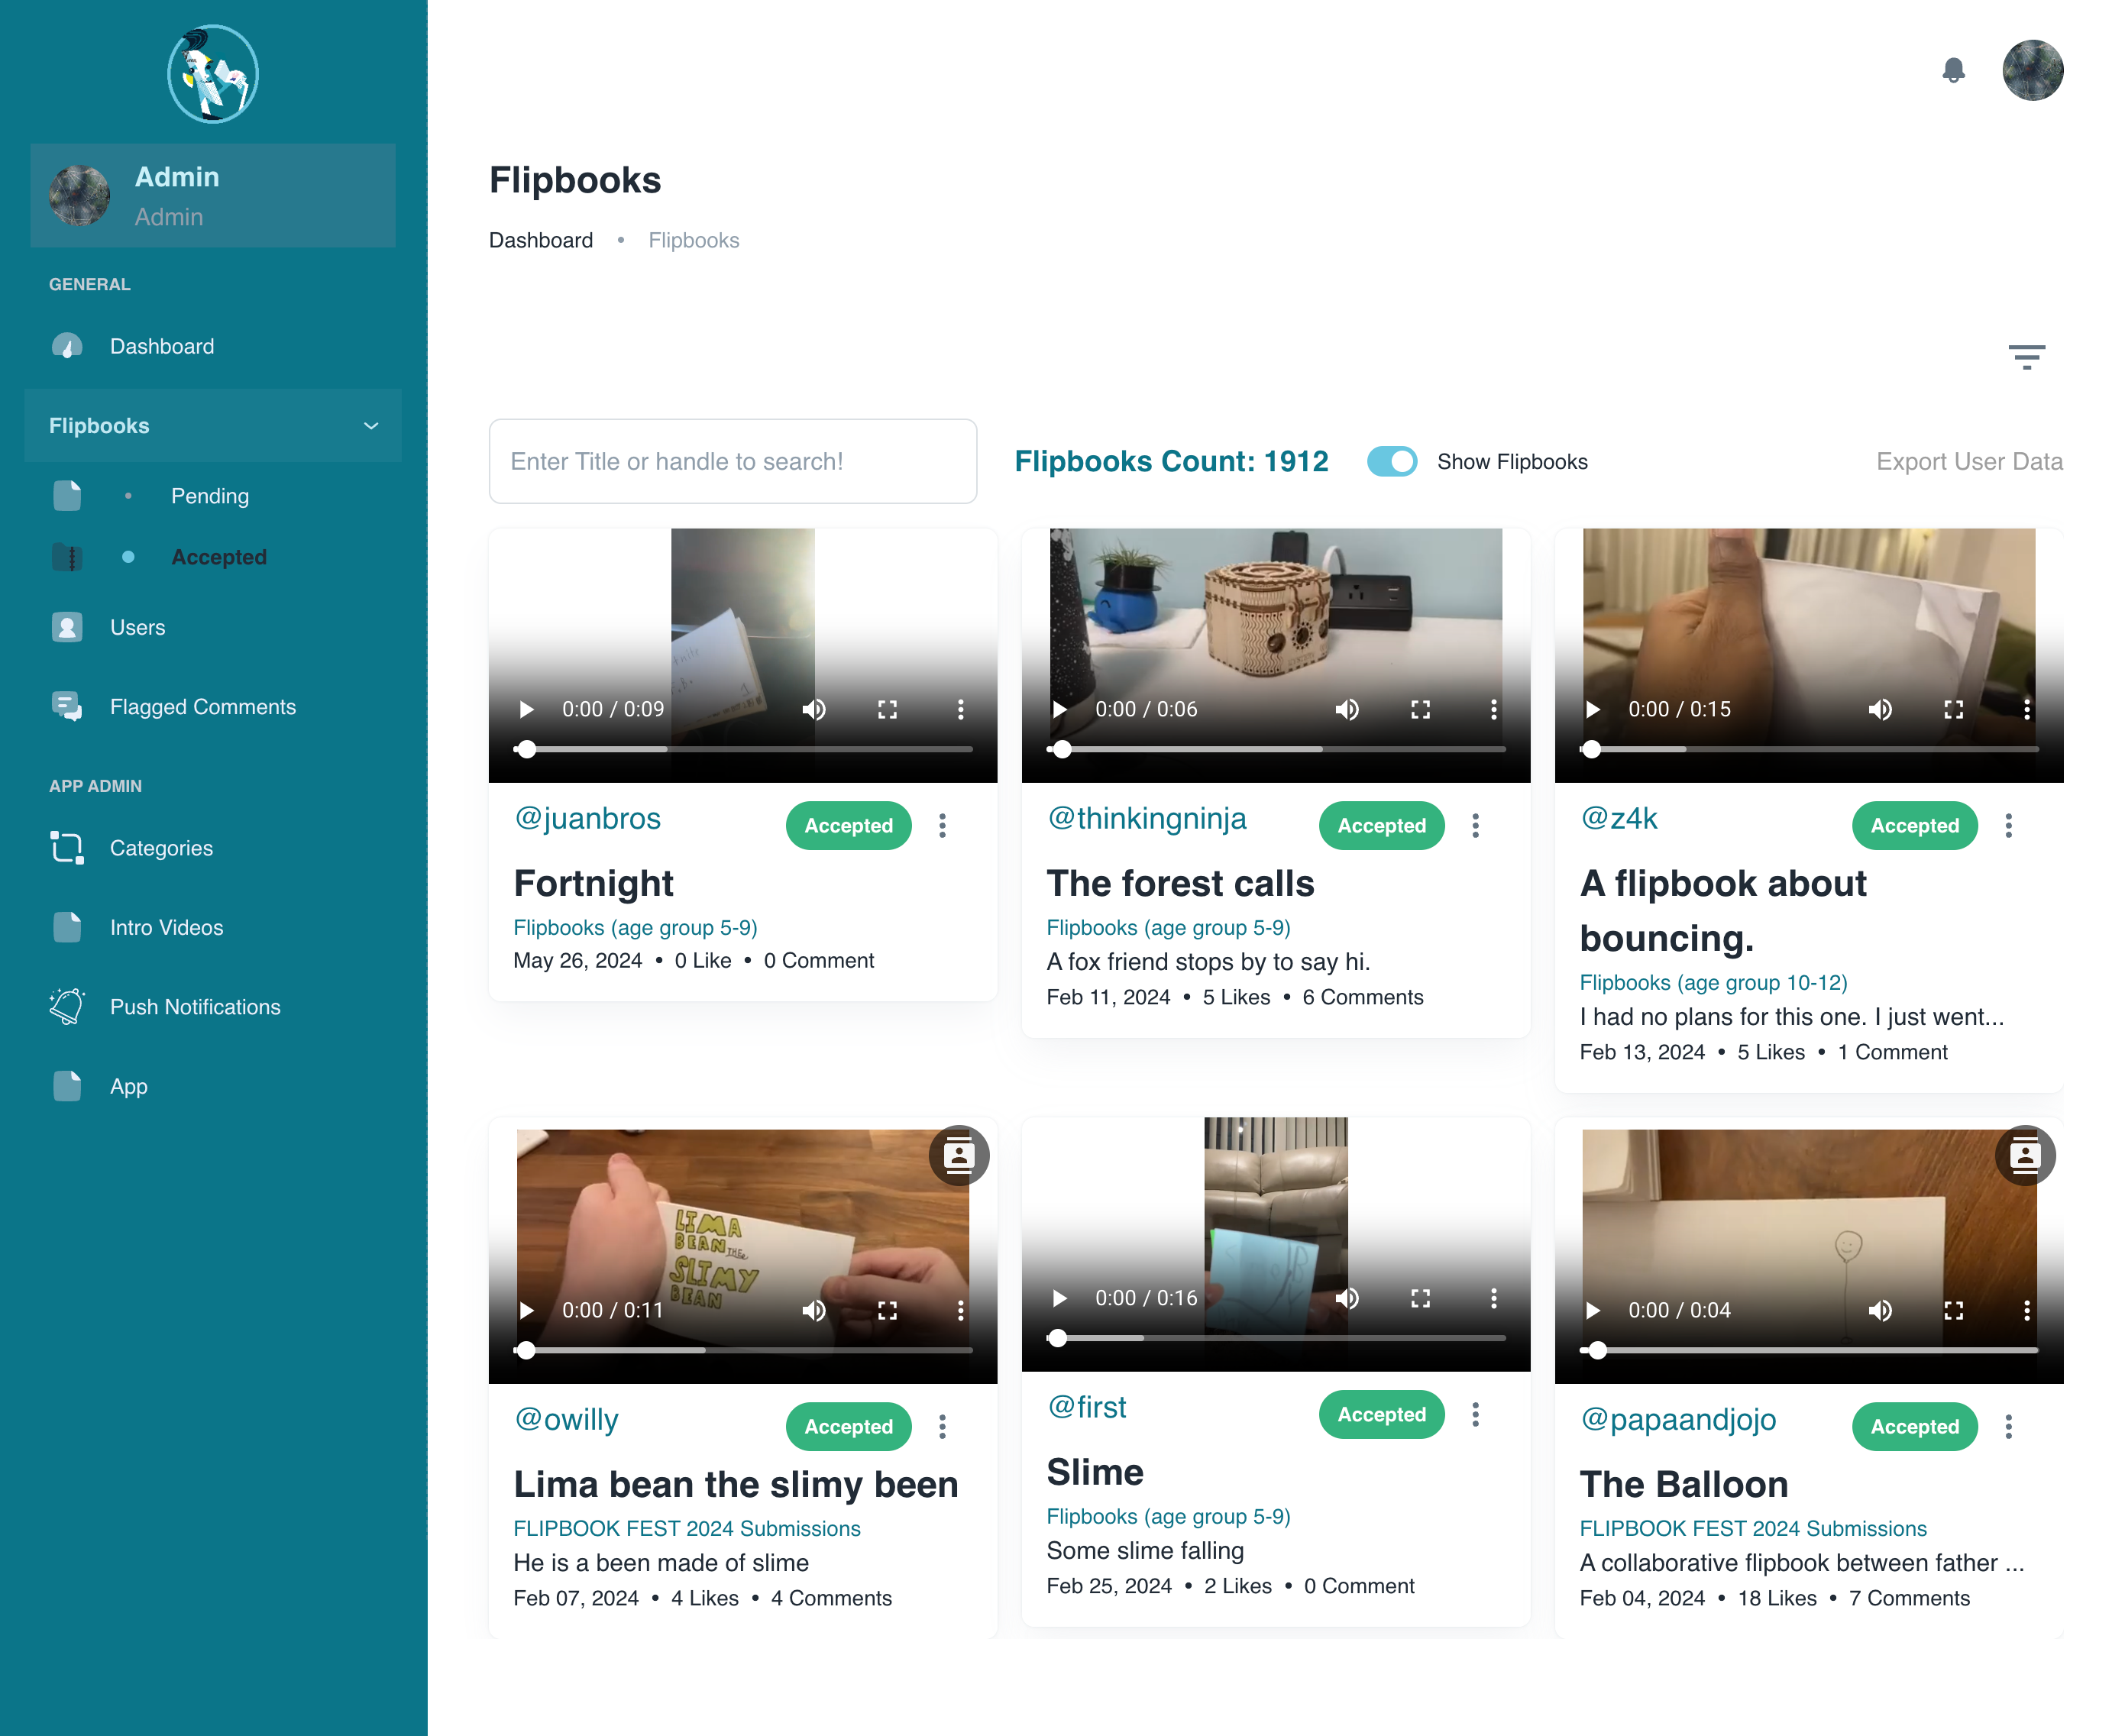 Admin
Admin
GENERAL
Dashboard
Flipbooks
Pending
Accepted
Users
Flagged Comments
APP ADMIN
Categories
Intro Videos
Push Notifications
App
Flipbooks
Dashboard • Flipbooks
Enter Title or handle to search!
Flipbooks Count: 1912
Show Flipbooks
Export User Data
0:00 / 0:09
@juanbros
Accepted
Fortnight
Flipbooks (age group 5-9)
May 26, 2024 • 0 Like • 0 Comment
0:00 / 0:06
@thinkingninja
Accepted
The forest calls
Flipbooks (age group 5-9)
A fox friend stops by to say hi.
Feb 11, 2024 • 5 Likes • 6 Comments
0:00 / 0:15
@z4k
Accepted
A flipbook about
bouncing.
Flipbooks (age group 10-12)
I had no plans for this one. I just went...
Feb 13, 2024 • 5 Likes • 1 Comment
LIMA
BEAN THE
SLIMY
BEAN
0:00 / 0:11
@owilly
Accepted
Lima bean the slimy been
FLIPBOOK FEST 2024 Submissions
He is a been made of slime
Feb 07, 2024 • 4 Likes • 4 Comments
0:00 / 0:16
@first
Accepted
Slime
Flipbooks (age group 5-9)
Some slime falling
Feb 25, 2024 • 2 Likes • 0 Comment
0:00 / 0:04
@papaandjojo
Accepted
The Balloon
FLIPBOOK FEST 2024 Submissions
A collaborative flipbook between father ...
Feb 04, 2024 • 18 Likes • 7 Comments